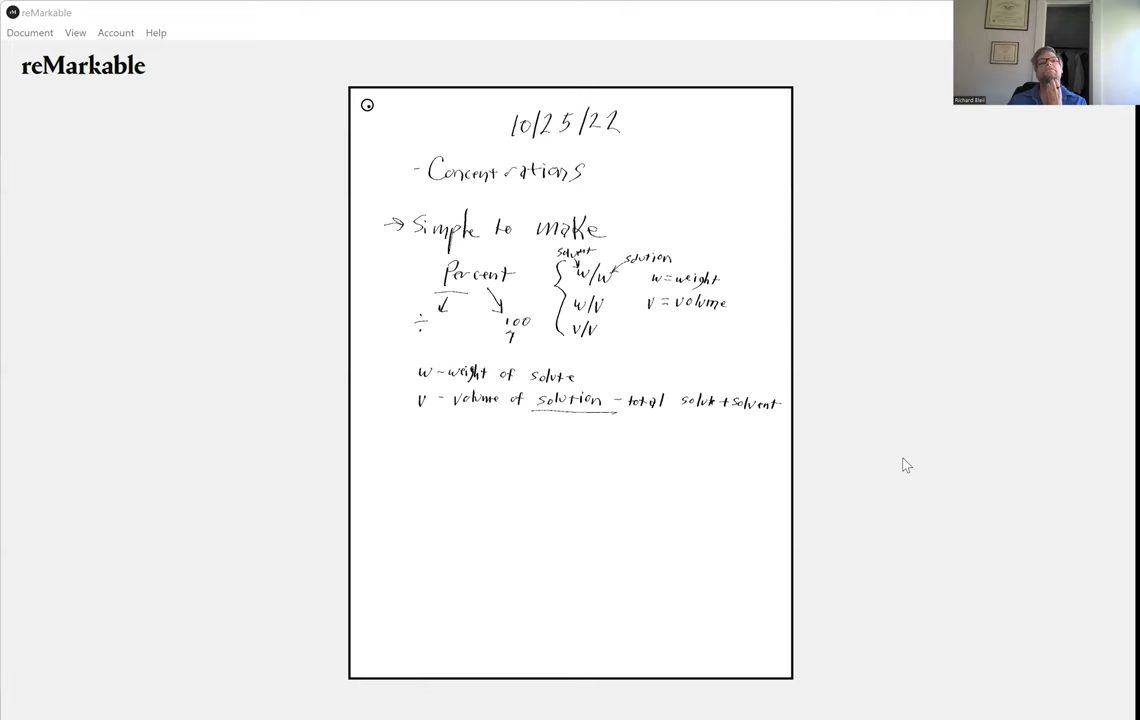 reMarkable
Document View Account Help
reMarkable
Richard Bleil
10/25/22
- Concentrations
→ Simple to make
solvent
solution
Percent w/w w=weight
w/v v=volume
÷ 100 v/v
w - weight of solute
v - volume of solution - total solute + solvent